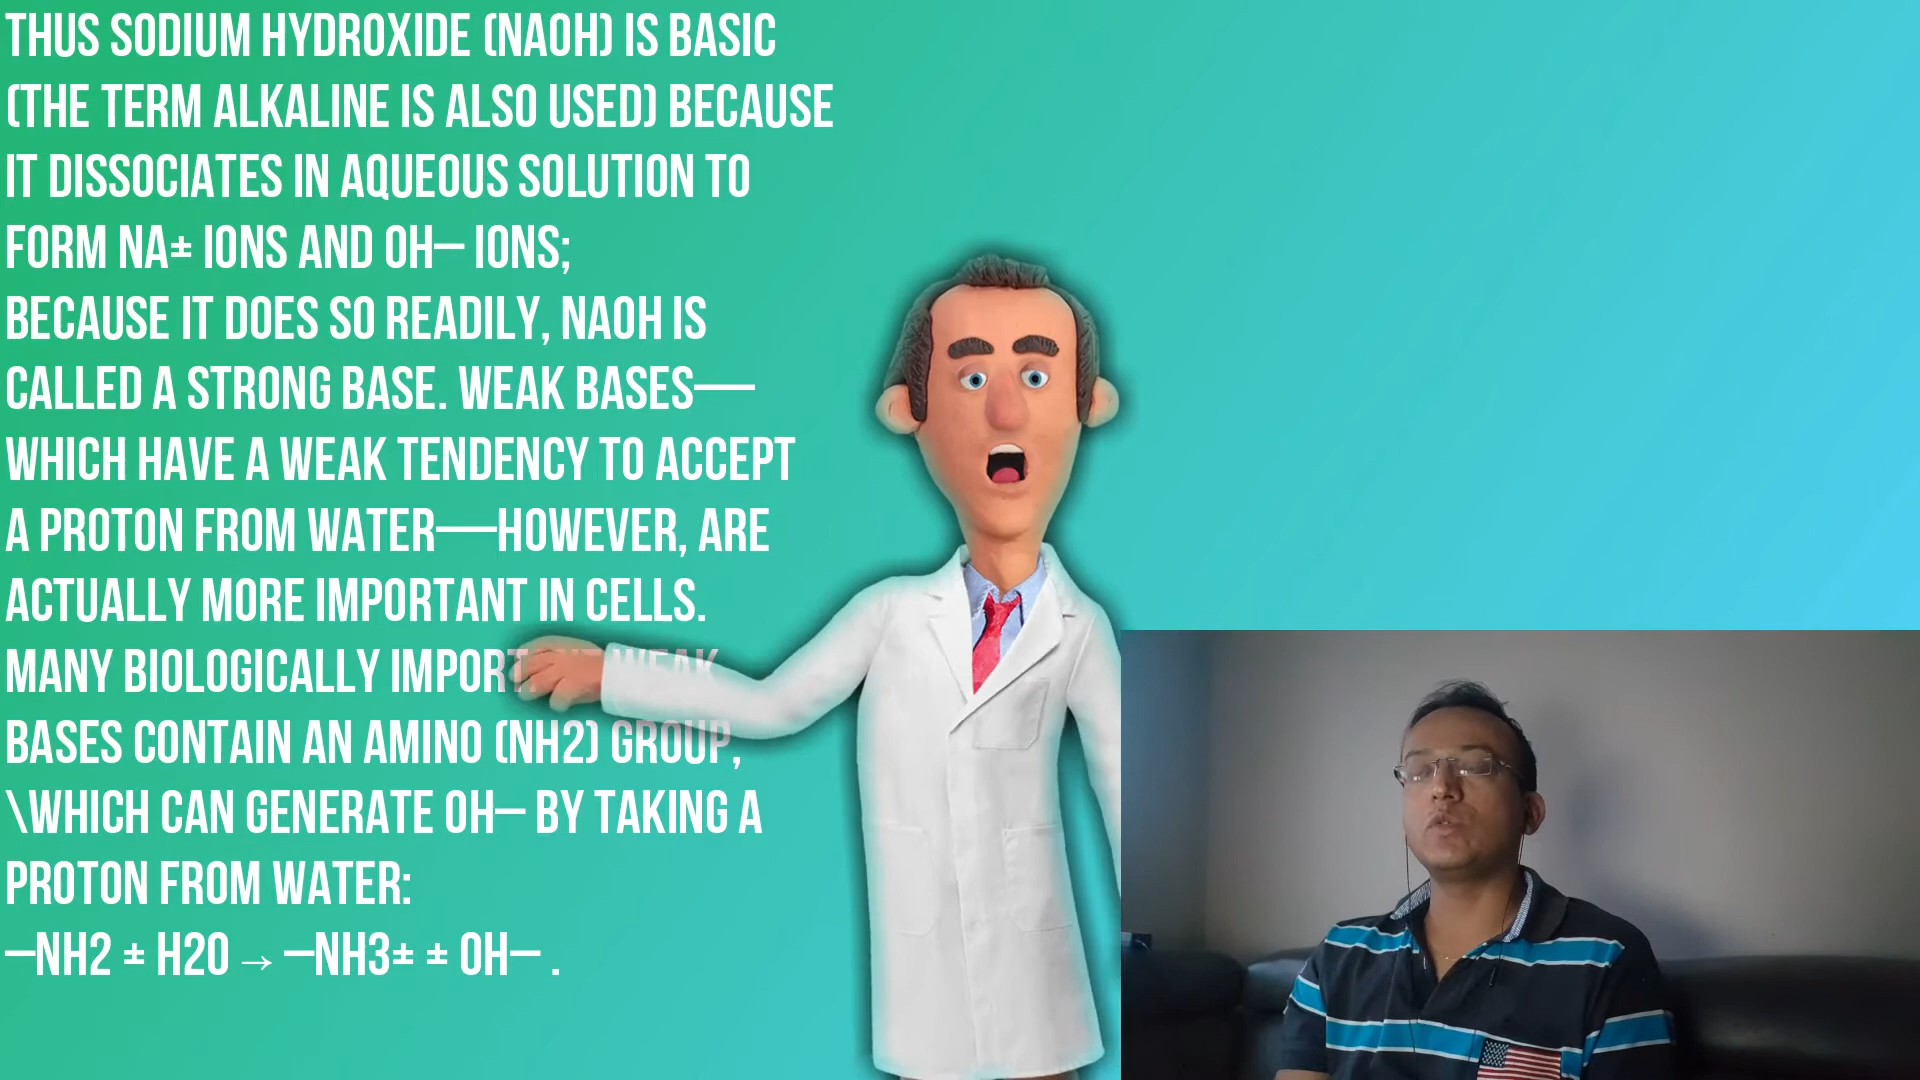 THUS SODIUM HYDROXIDE (NAOH) IS BASIC
(THE TERM ALKALINE IS ALSO USED) BECAUSE
IT DISSOCIATES IN AQUEOUS SOLUTION TO
FORM NA± IONS AND OH– IONS;
BECAUSE IT DOES SO READILY, NAOH IS
CALLED A STRONG BASE. WEAK BASES——
WHICH HAVE A WEAK TENDENCY TO ACCEPT
A PROTON FROM WATER——HOWEVER, ARE
ACTUALLY MORE IMPORTANT IN CELLS.
MANY BIOLOGICALLY IMPORTANT WEAK
BASES CONTAIN AN AMINO (NH2) GROUP,
\WHICH CAN GENERATE OH– BY TAKING A
PROTON FROM WATER:
–NH2 ± H2O → –NH3± ± OH– .